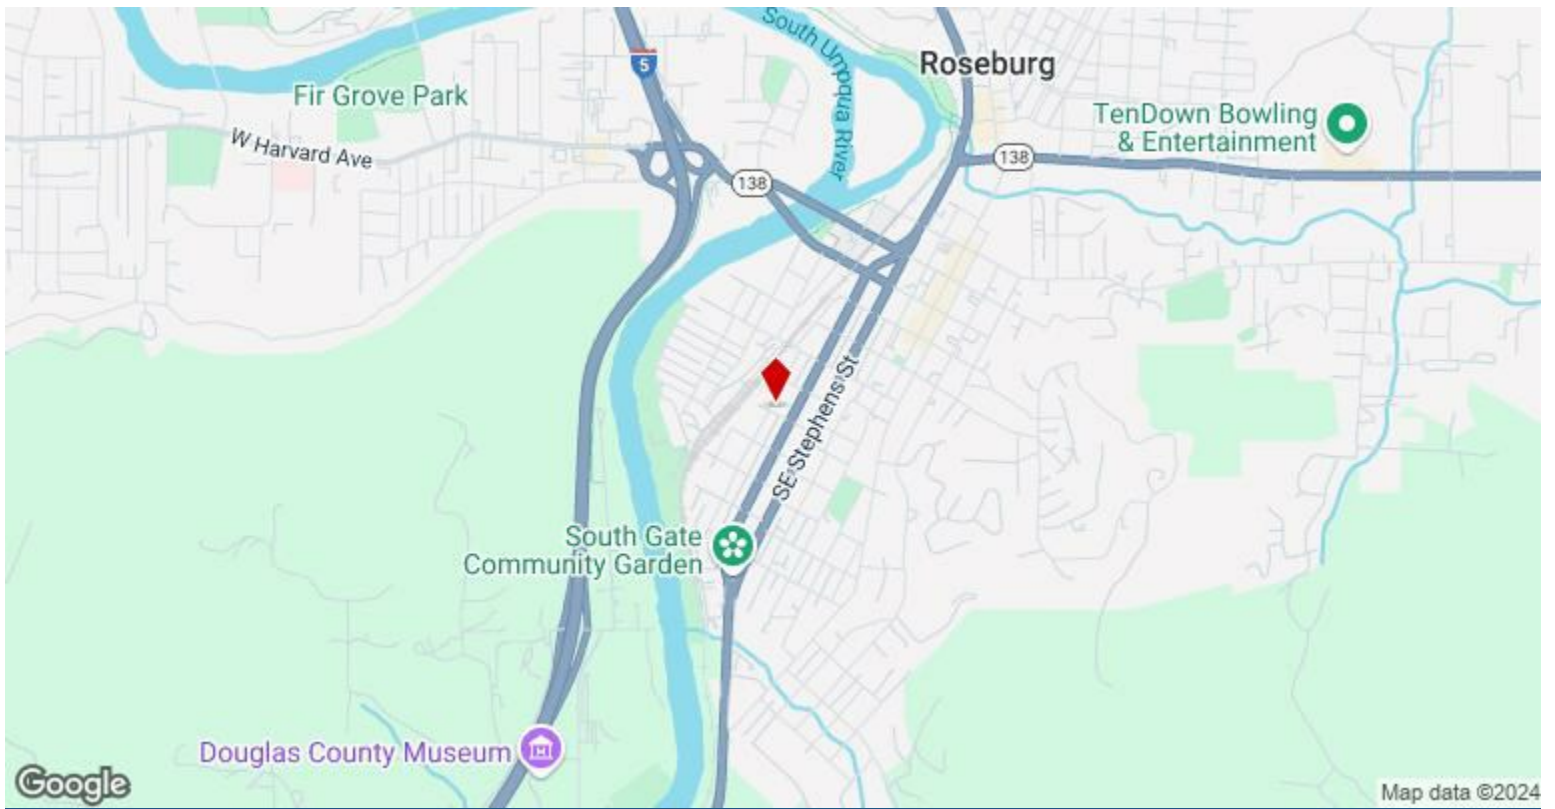 South Umpqua River
5
Roseburg
Fir Grove Park
TenDown Bowling
& Entertainment
W Harvard Ave
138
138
SE Stephens St
South Gate
Community Garden
Douglas County Museum
Google
Map data ©2024